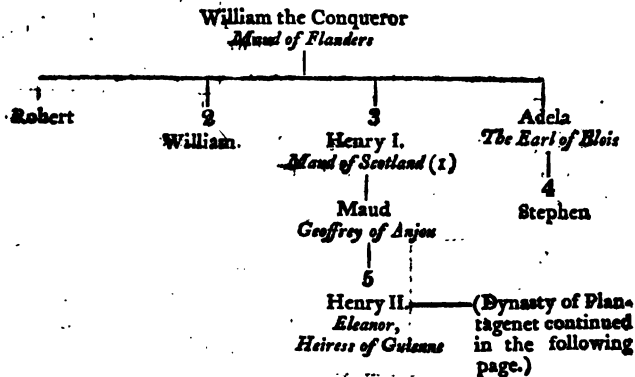 William the Conqueror
Maud of Flanders
Robert
2
William.
3
Henry I.
Maud of Scotland (1)
Maud
Geoffrey of Anjou
5
Henry II.
Eleanor,
Heiress of Guienne
Adela
The Earl of Blois
4
Stephen
(Dynasty of Plan-
tagenet continued
in the following
page.)